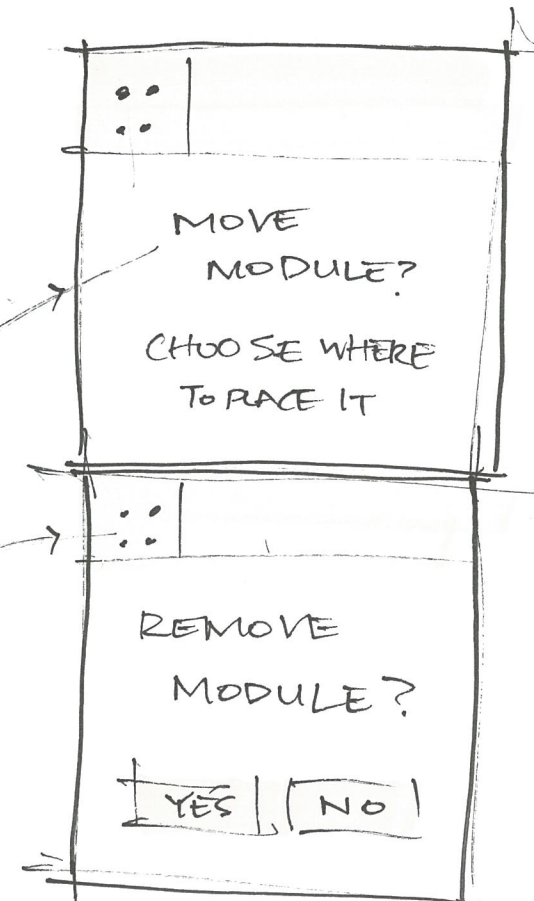 MOVE
MODULE?
CHOOSE WHERE
TO PLACE IT
REMOVE
MODULE?
YES NO